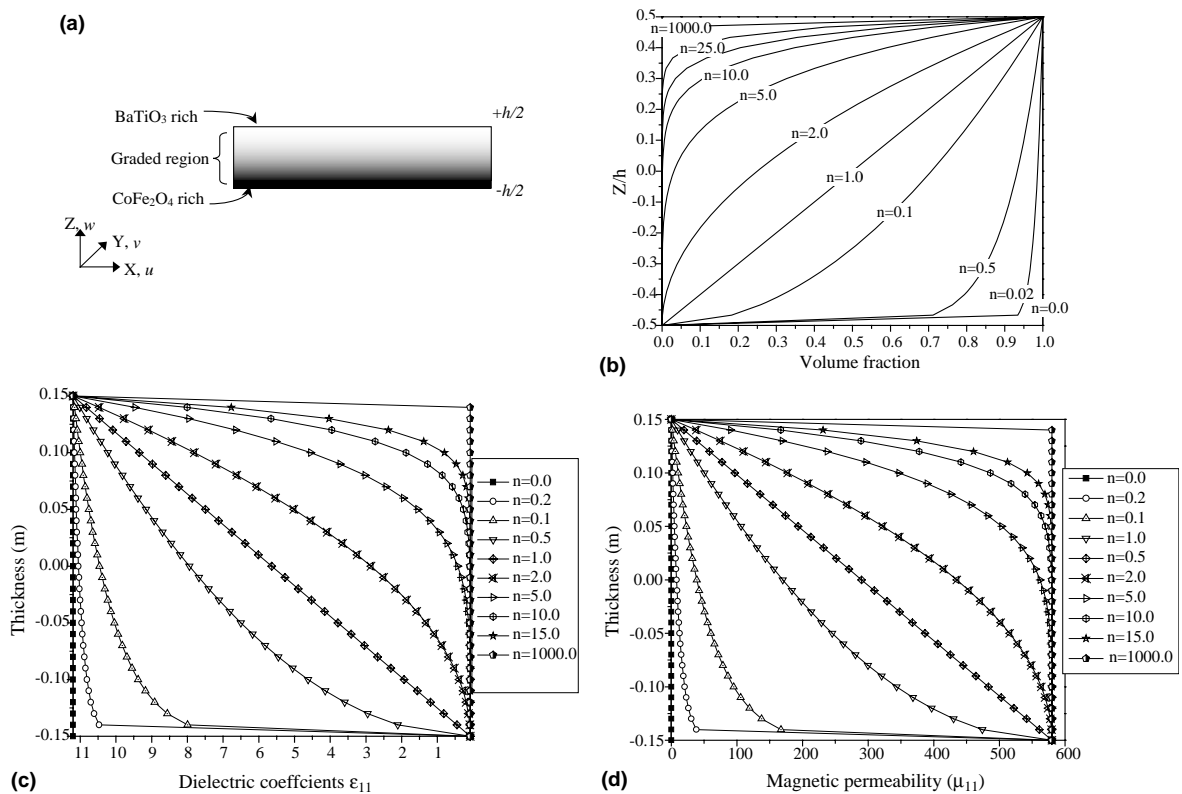 (a)
BaTiO3 rich
+h/2
Graded region
-h/2
CoFe2O4 rich
Z, w
Y, v
X, u
0.5
0.4
0.3
0.2
0.5
0.2
0.1
0.0
-0.1
-0.2
-0.5
-0.3
-0.4
-0.5
Z/h
n=1000.0
n=25.0
n=10.0
n=5.0
n=2.0
n=1.0
n=0.1
n=0.5
n=0.02
n=0.0
0.0 0.1 0.2 0.3 0.4 0.5 0.6 0.7 0.8 0.9 1.0
Volume fraction
(b)
0.15
0.10
0.05
0.00
-0.05
-0.10
-0.15
Thickness (m)
n=0.0
n=0.2
n=0.1
n=0.5
n=1.0
n=2.0
n=5.0
n=10.0
n=15.0
n=1000.0
11 10 9 8 7 6 5 4 3 2 1
Dielectric coeffcients ε11
(c)
0.15
0.10
0.05
0.00
-0.05
-0.10
-0.15
Thickness (m)
n=0.0
n=0.2
n=0.1
n=1.0
n=0.5
n=2.0
n=5.0
n=10.0
n=15.0
n=1000.0
0 100 200 300 400 500 600
Magnetic permeability (μ11)
(d)